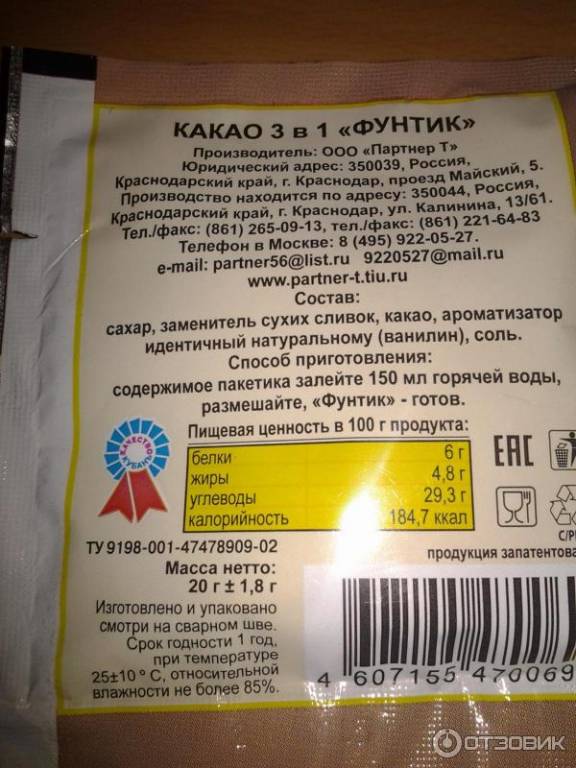 КАКАО 3 в 1 «ФУНТИК»
Производитель: ООО «Партнер Т»
Юридический адрес: 350039, Россия,
Краснодарский край, г. Краснодар, проезд Майский, 5.
Производство находится по адресу: 350044, Россия,
Краснодарский край, г. Краснодар, ул. Калинина, 13/61.
Тел./факс: (861) 265-09-13, тел./факс: (861) 221-64-83
Телефон в Москве: 8 (495) 922-05-27.
e-mail: partner56@list.ru 9220527@mail.ru
www.partner-t.tiu.ru
Состав:
сахар, заменитель сухих сливок, какао, ароматизатор
идентичный натуральному (ванилин), соль.
Способ приготовления:
содержимое пакетика залейте 150 мл горячей воды,
размешайте, «Фунтик» - готов.
Пищевая ценность в 100 г продукта:
белки 6 г
жиры 4,8 г
углеводы 29,3 г
калорийность 184,7 ккал
КАЧЕСТВО
КУБАНЬ
ЕАС
С/PP
ТУ 9198-001-47478909-02
продукция запатентова
Масса нетто:
20 г ± 1,8 г
Изготовлено и упаковано
смотри на сварном шве.
Срок годности 1 год,
при температуре
25±10 °С, относительной
влажности не более 85%.
4 607155 470069
ОТЗОВИК